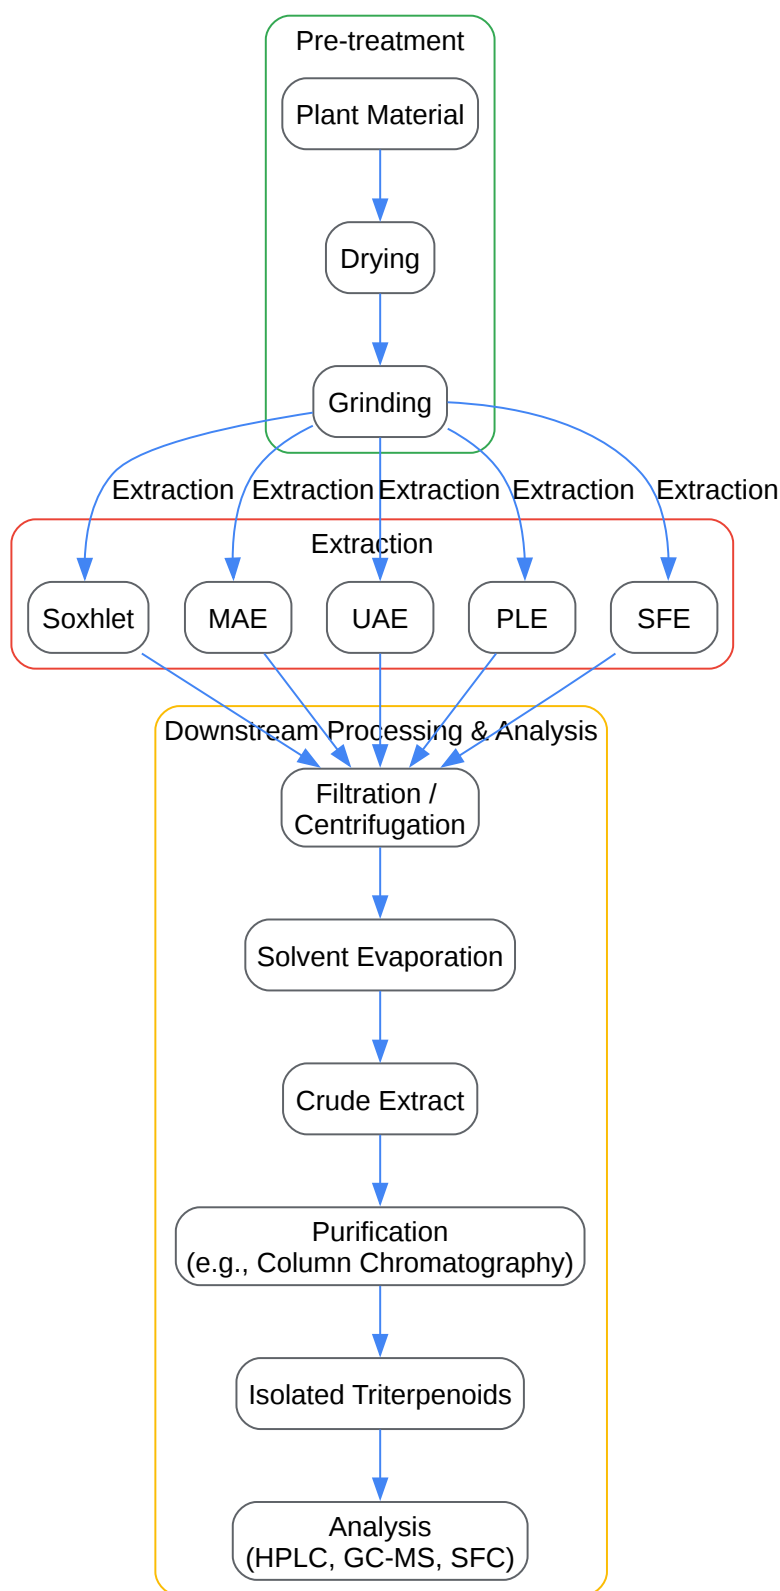 Pre-treatment
Plant Material
Drying
Grinding
Extraction Extraction Extraction Extraction Extraction
Extraction
Soxhlet MAE UAE PLE SFE
Downstream Processing & Analysis
Filtration /
Centrifugation
Solvent Evaporation
Crude Extract
Purification
(e.g., Column Chromatography)
Isolated Triterpenoids
Analysis
(HPLC, GC-MS, SFC)